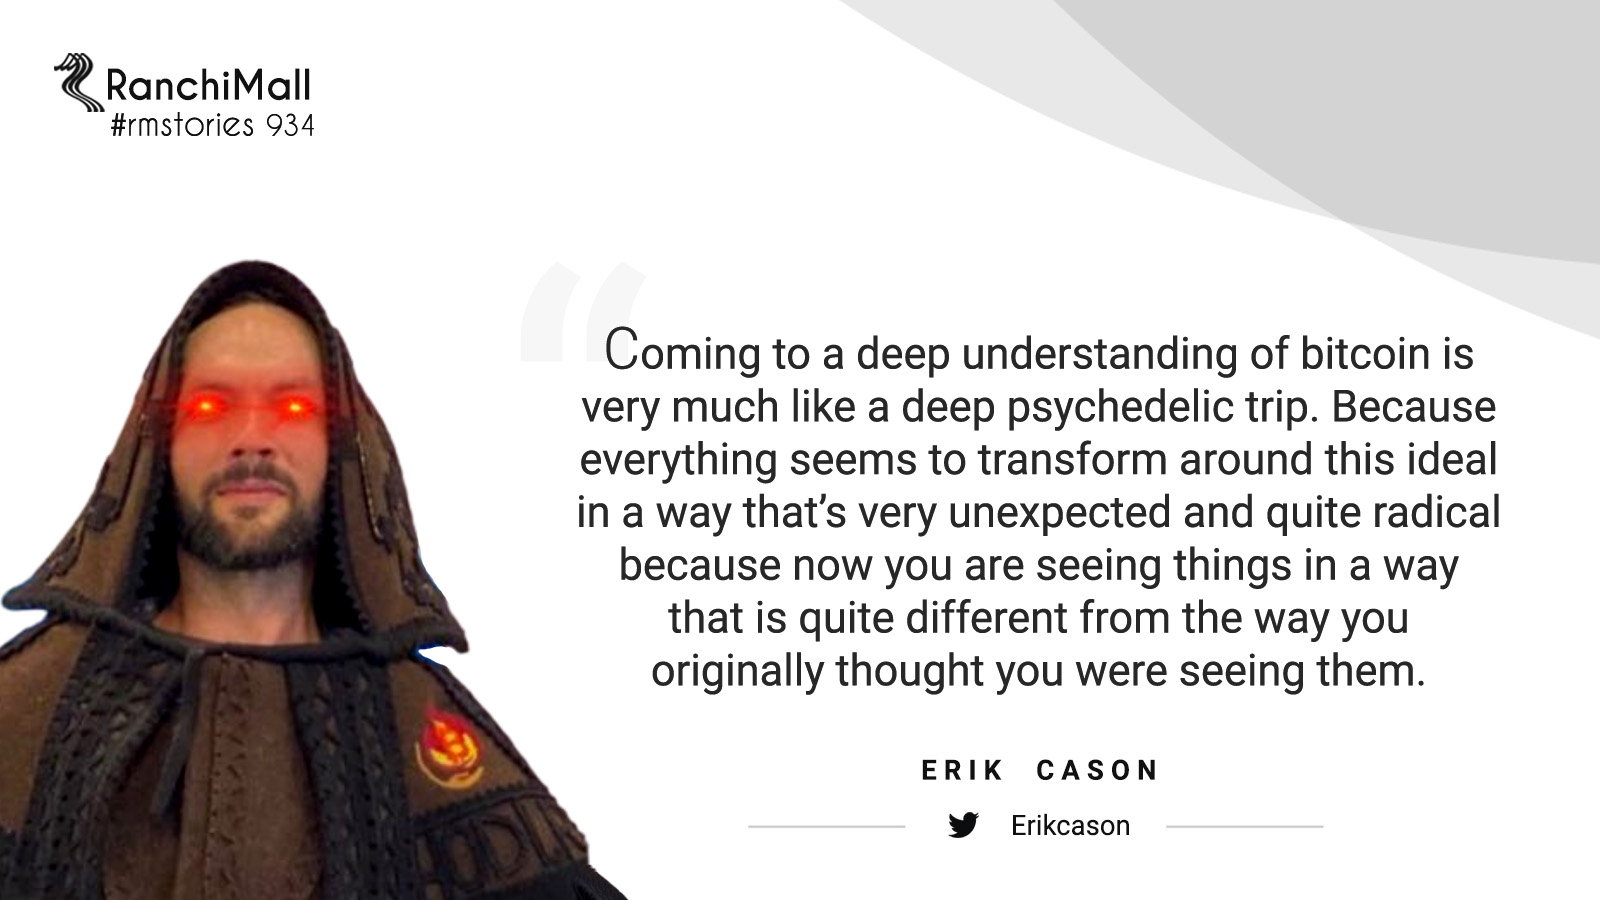 RanchiMall
#rmstories 934
“
Coming to a deep understanding of bitcoin is
very much like a deep psychedelic trip. Because
everything seems to transform around this ideal
in a way that’s very unexpected and quite radical
because now you are seeing things in a way
that is quite different from the way you
originally thought you were seeing them.
ERIK CASON
Erikcason